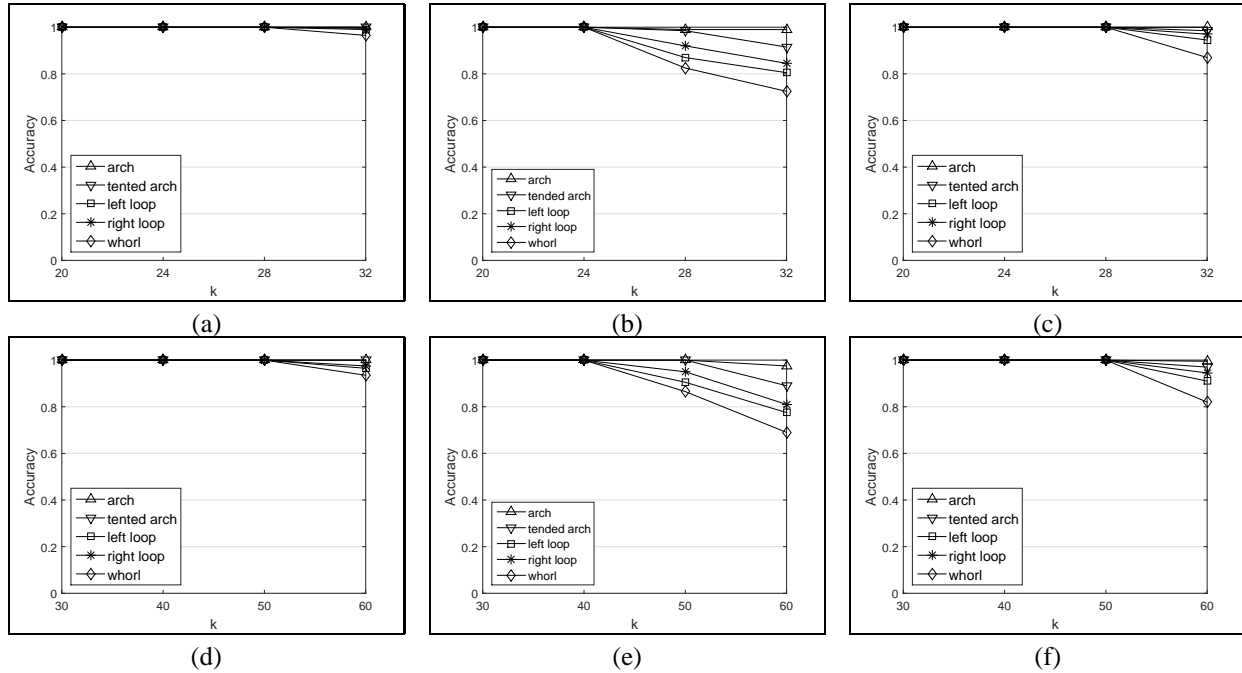 1
0.8
0.6
0.4
0.2
0
Accuracy
arch
tented arch
left loop
right loop
whorl
20 24 28 32
k
(a)
1
0.8
0.6
0.4
0.2
0
Accuracy
arch
tended arch
left loop
right loop
whorl
20 24 28 32
k
(b)
1
0.8
0.6
0.4
0.2
0
Accuracy
arch
tented arch
left loop
right loop
whorl
20 24 28 32
k
(c)
1
0.8
0.6
0.4
0.2
0
Accuracy
arch
tented arch
left loop
right loop
whorl
30 40 50 60
k
(d)
1
0.8
0.6
0.4
0.2
0
Accuracy
arch
tended arch
left loop
right loop
whorl
30 40 50 60
k
(e)
1
0.8
0.6
0.4
0.2
0
Accuracy
arch
tented arch
left loop
right loop
whorl
30 40 50 60
k
(f)